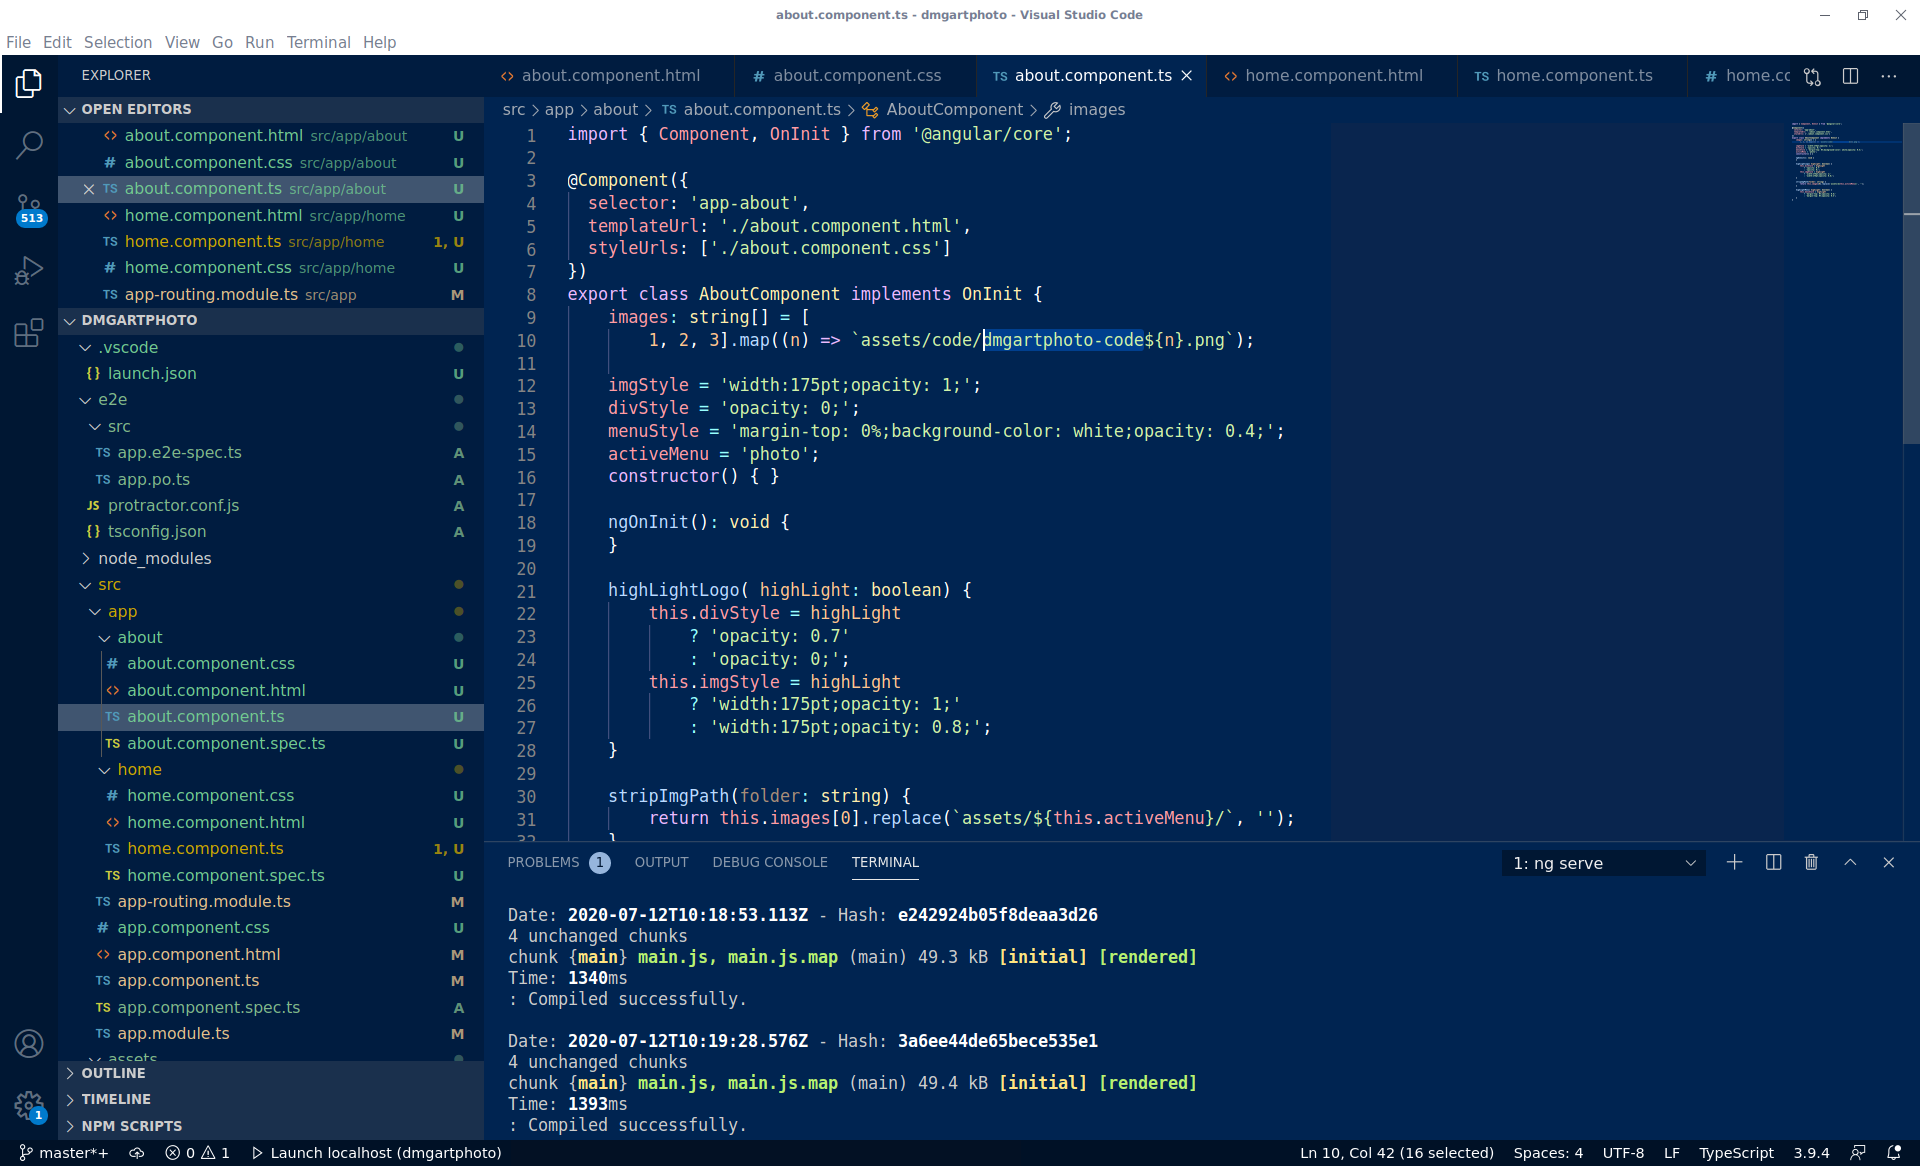 about.component.ts - dmgartphoto - Visual Studio Code
File Edit Selection View Go Run Terminal Help
EXPLORER
OPEN EDITORS
<> about.component.html src/app/about U
# about.component.css src/app/about U
TS about.component.ts src/app/about U
<> home.component.html src/app/home U
TS home.component.ts src/app/home 1, U
# home.component.css src/app/home U
TS app-routing.module.ts src/app M
DMGARTPHOTO
.vscode
{} launch.json U
e2e
src
TS app.e2e-spec.ts A
TS app.po.ts A
JS protractor.conf.js A
{} tsconfig.json A
node_modules
src
app
about
# about.component.css U
<> about.component.html U
TS about.component.ts U
TS about.component.spec.ts U
home
# home.component.css U
<> home.component.html U
TS home.component.ts 1, U
TS home.component.spec.ts U
TS app-routing.module.ts M
# app.component.css U
<> app.component.html M
TS app.component.ts M
TS app.component.spec.ts A
TS app.module.ts M
assets
OUTLINE
TIMELINE
NPM SCRIPTS
513
1
<> about.component.html # about.component.css TS about.component.ts <> home.component.html TS home.component.ts # home.co
src > app > about > TS about.component.ts > AboutComponent > images
1 import { Component, OnInit } from '@angular/core';
2
3 @Component({
4 selector: 'app-about',
5 templateUrl: './about.component.html',
6 styleUrls: ['./about.component.css']
7 })
8 export class AboutComponent implements OnInit {
9 images: string[] = [
10 1, 2, 3].map((n) => `assets/code/dmgartphoto-code${n}.png`);
11
12 imgStyle = 'width:175pt;opacity: 1;';
13 divStyle = 'opacity: 0;';
14 menuStyle = 'margin-top: 0%;background-color: white;opacity: 0.4;';
15 activeMenu = 'photo';
16 constructor() { }
17
18 ngOnInit(): void {
19 }
20
21 highLightLogo( highLight: boolean) {
22 this.divStyle = highLight
23 ? 'opacity: 0.7'
24 : 'opacity: 0;';
25 this.imgStyle = highLight
26 ? 'width:175pt;opacity: 1;'
27 : 'width:175pt;opacity: 0.8;';
28 }
29
30 stripImgPath(folder: string) {
31 return this.images[0].replace(`assets/${this.activeMenu}/`, '');
32 }
PROBLEMS 1 OUTPUT DEBUG CONSOLE TERMINAL 1: ng serve
Date: 2020-07-12T10:18:53.113Z - Hash: e242924b05f8deaa3d26
4 unchanged chunks
chunk {main} main.js, main.js.map (main) 49.3 kB [initial] [rendered]
Time: 1340ms
: Compiled successfully.
Date: 2020-07-12T10:19:28.576Z - Hash: 3a6ee44de65bece535e1
4 unchanged chunks
chunk {main} main.js, main.js.map (main) 49.4 kB [initial] [rendered]
Time: 1393ms
: Compiled successfully.
master*+ 0 1 Launch localhost (dmgartphoto) Ln 10, Col 42 (16 selected) Spaces: 4 UTF-8 LF TypeScript 3.9.4